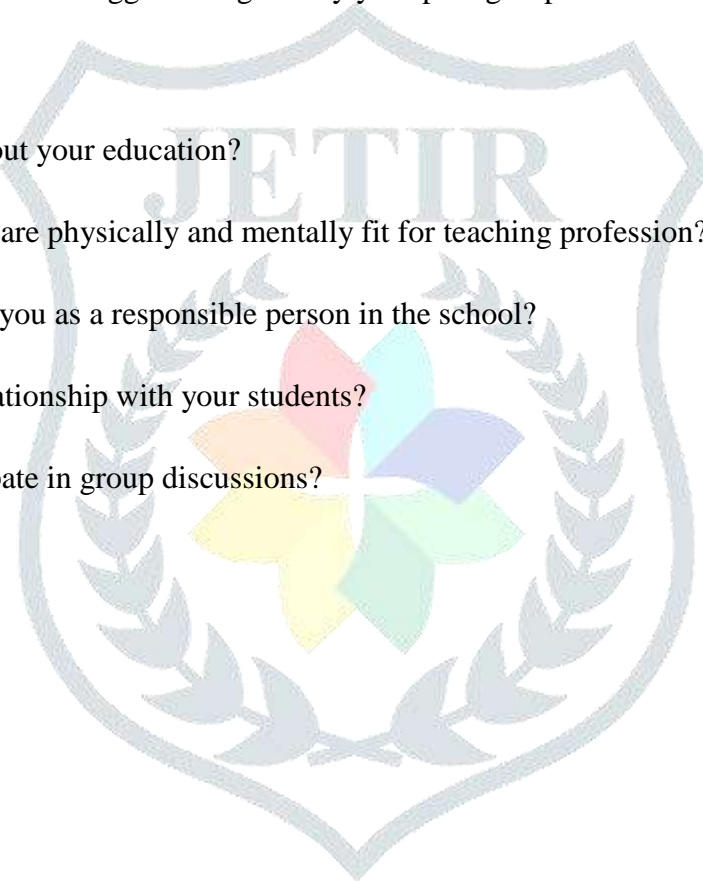 out your education?
JETIR
are physically and mentally fit for teaching profession?
you as a responsible person in the school?
ationship with your students?
pate in group discussions?